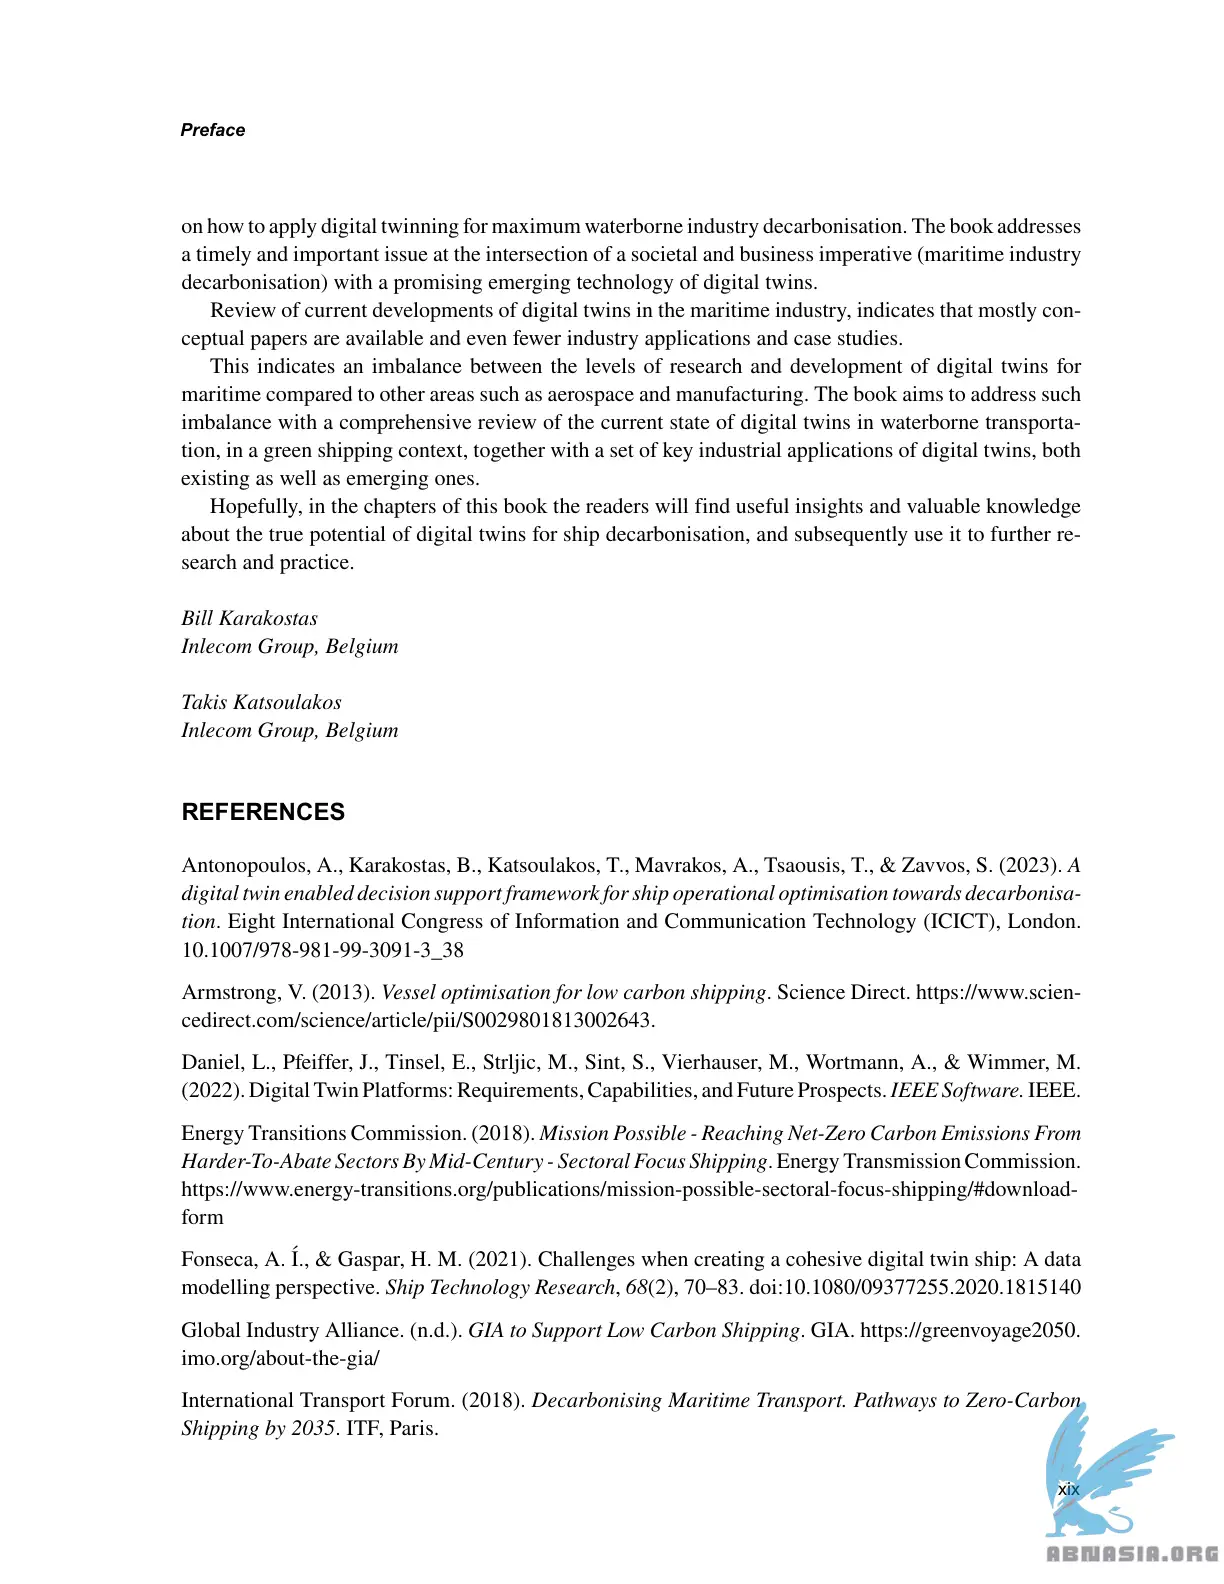 Preface
on how to apply digital twinning for maximum waterborne industry decarbonisation. The book addresses
a timely and important issue at the intersection of a societal and business imperative (maritime industry
decarbonisation) with a promising emerging technology of digital twins.
Review of current developments of digital twins in the maritime industry, indicates that mostly con-
ceptual papers are available and even fewer industry applications and case studies.
This indicates an imbalance between the levels of research and development of digital twins for
maritime compared to other areas such as aerospace and manufacturing. The book aims to address such
imbalance with a comprehensive review of the current state of digital twins in waterborne transporta-
tion, in a green shipping context, together with a set of key industrial applications of digital twins, both
existing as well as emerging ones.
Hopefully, in the chapters of this book the readers will find useful insights and valuable knowledge
about the true potential of digital twins for ship decarbonisation, and subsequently use it to further re-
search and practice.
Bill Karakostas
Inlecom Group, Belgium
Takis Katsoulakos
Inlecom Group, Belgium
REFERENCES
Antonopoulos, A., Karakostas, B., Katsoulakos, T., Mavrakos, A., Tsaousis, T., & Zavvos, S. (2023). A
digital twin enabled decision support framework for ship operational optimisation towards decarbonisa-
tion. Eight International Congress of Information and Communication Technology (ICICT), London.
10.1007/978-981-99-3091-3_38
Armstrong, V. (2013). Vessel optimisation for low carbon shipping. Science Direct. https://www.scien-
cedirect.com/science/article/pii/S0029801813002643.
Daniel, L., Pfeiffer, J., Tinsel, E., Strljic, M., Sint, S., Vierhauser, M., Wortmann, A., & Wimmer, M.
(2022). Digital Twin Platforms: Requirements, Capabilities, and Future Prospects. IEEE Software. IEEE.
Energy Transitions Commission. (2018). Mission Possible - Reaching Net-Zero Carbon Emissions From
Harder-To-Abate Sectors By Mid-Century - Sectoral Focus Shipping. Energy Transmission Commission.
https://www.energy-transitions.org/publications/mission-possible-sectoral-focus-shipping/#download-
form
Fonseca, A. Í., & Gaspar, H. M. (2021). Challenges when creating a cohesive digital twin ship: A data
modelling perspective. Ship Technology Research, 68(2), 70–83. doi:10.1080/09377255.2020.1815140
Global Industry Alliance. (n.d.). GIA to Support Low Carbon Shipping. GIA. https://greenvoyage2050.
imo.org/about-the-gia/
International Transport Forum. (2018). Decarbonising Maritime Transport. Pathways to Zero-Carbon
Shipping by 2035. ITF, Paris.
xix
ABNASIA.ORG